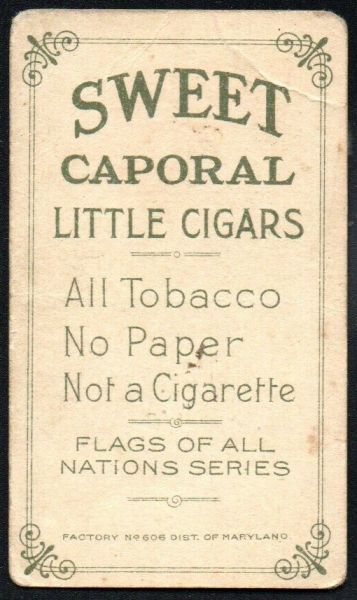 SWEET
CAPORAL
LITTLE CIGARS
All Tobacco
No Paper
Not a Cigarette
FLAGS OF ALL
NATIONS SERIES
FACTORY No 606 DIST. OF MARYLAND.